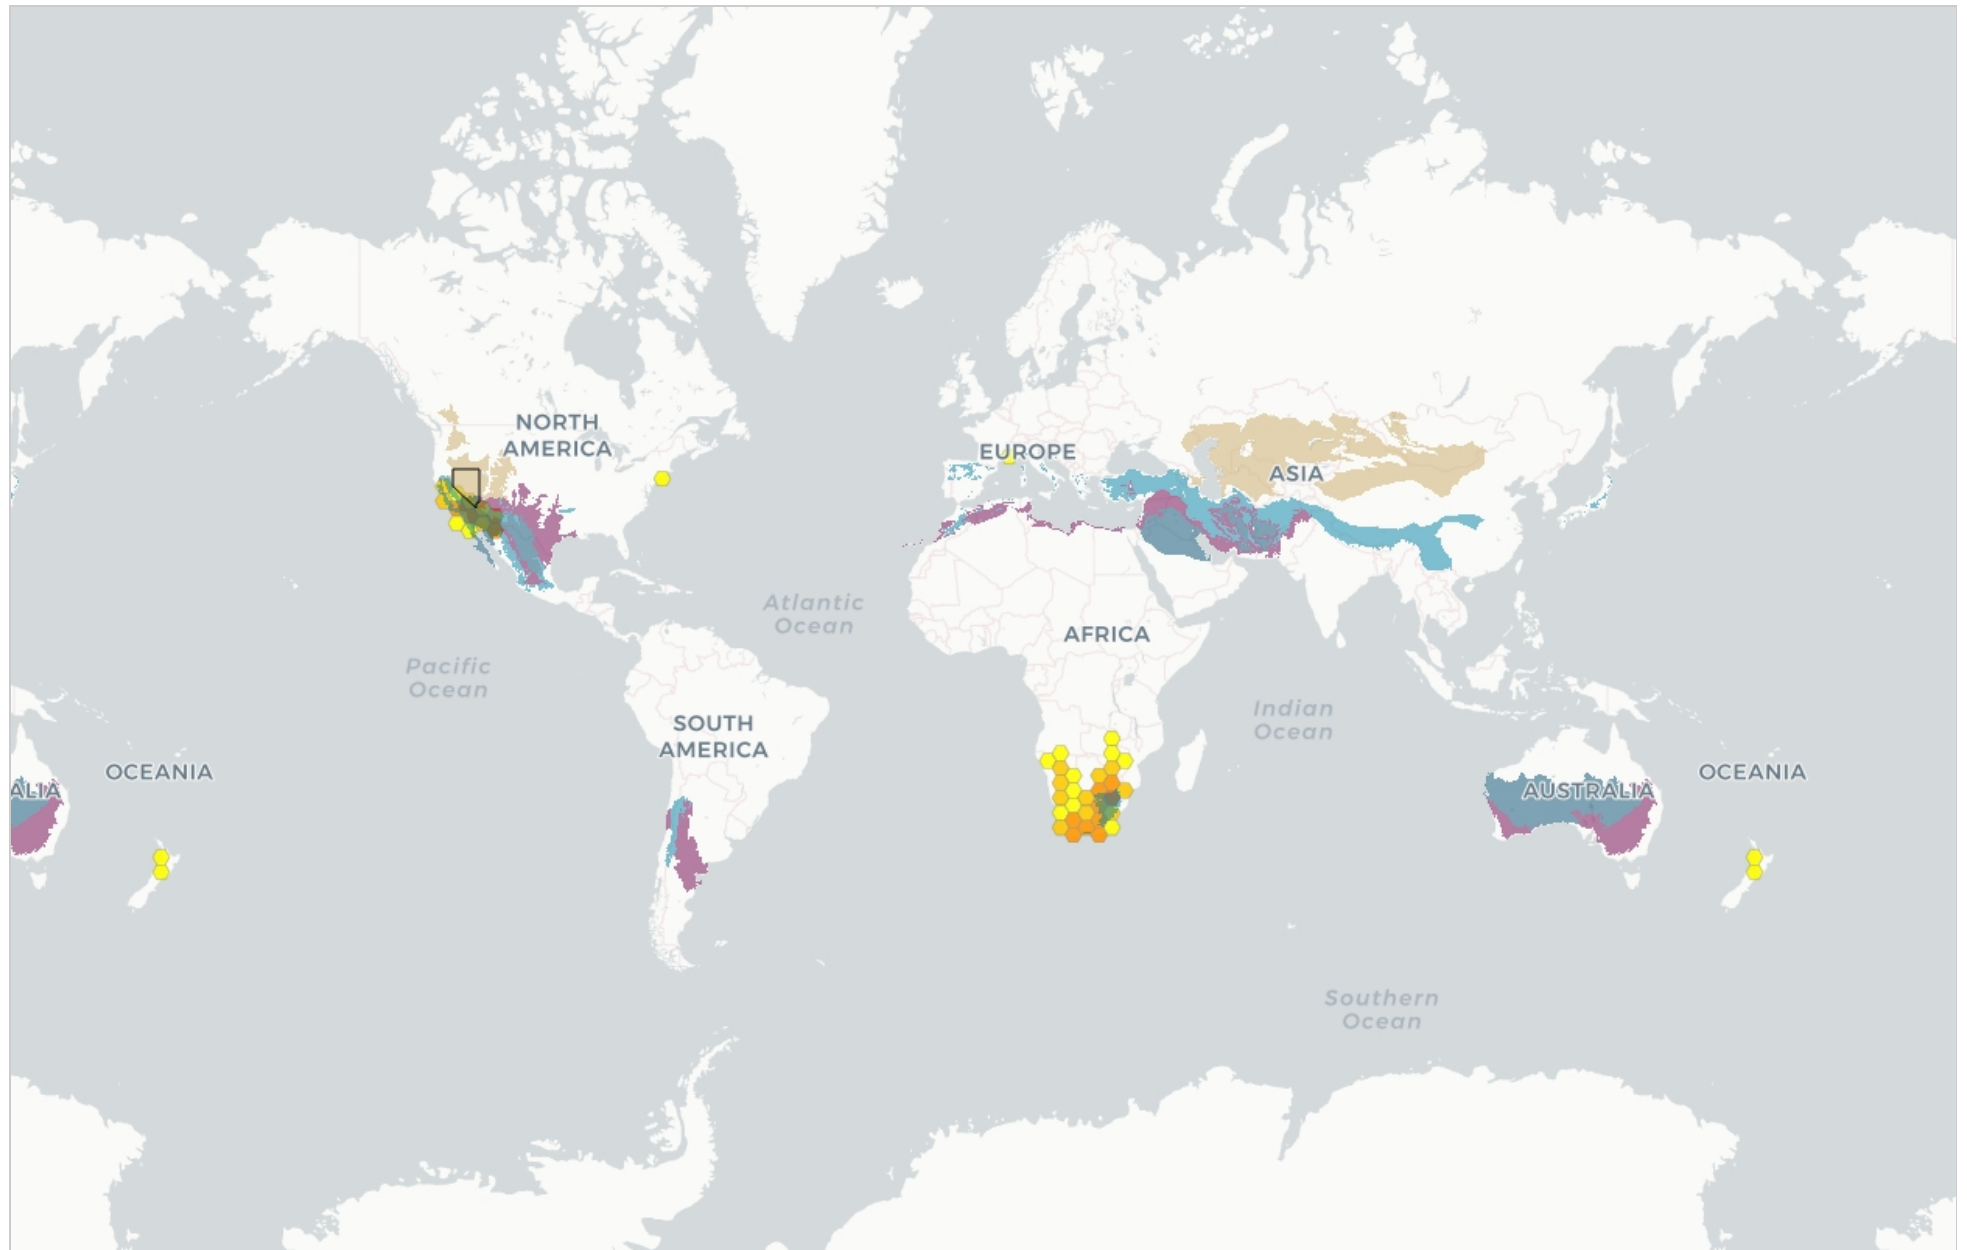 NORTH
AMERICA
EUROPE
ASIA
Atlantic
Ocean
AFRICA
Pacific
Ocean
Indian
Ocean
SOUTH
AMERICA
OCEANIA
OCEANIA
ALIA
AUSTRALIA
Southern
Ocean